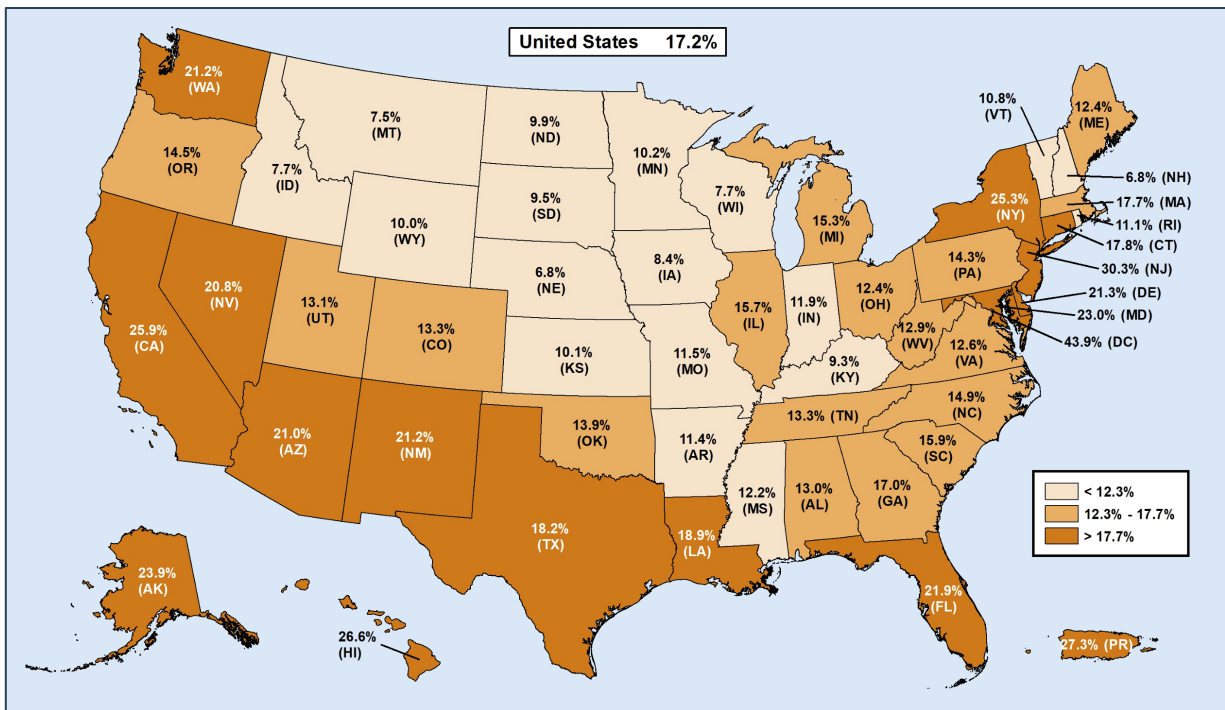 United States 17.2%
21.2%
(WA)
14.5%
(OR)
7.5%
(MT)
7.7%
(ID)
9.9%
(ND)
10.2%
(MN)
9.5%
(SD)
10.0%
(WY)
7.7%
(WI)
15.3%
(MI)
10.8%
(VT)
12.4%
(ME)
6.8% (NH)
25.3%
(NY)
17.7% (MA)
11.1% (RI)
17.8% (CT)
30.3% (NJ)
21.3% (DE)
23.0% (MD)
43.9% (DC)
25.9%
(CA)
20.8%
(NV)
13.1%
(UT)
13.3%
(CO)
6.8%
(NE)
8.4%
(IA)
15.7%
(IL)
11.9%
(IN)
12.4%
(OH)
14.3%
(PA)
12.9%
(WV)
12.6%
(VA)
10.1%
(KS)
11.5%
(MO)
9.3%
(KY)
21.0%
(AZ)
21.2%
(NM)
13.9%
(OK)
11.4%
(AR)
13.3% (TN)
14.9%
(NC)
15.9%
(SC)
18.2%
(TX)
18.9%
(LA)
12.2%
(MS)
13.0%
(AL)
17.0%
(GA)
21.9%
(FL)
< 12.3%
12.3% - 17.7%
> 17.7%
23.9%
(AK)
26.6%
(HI)
27.3% (PR)